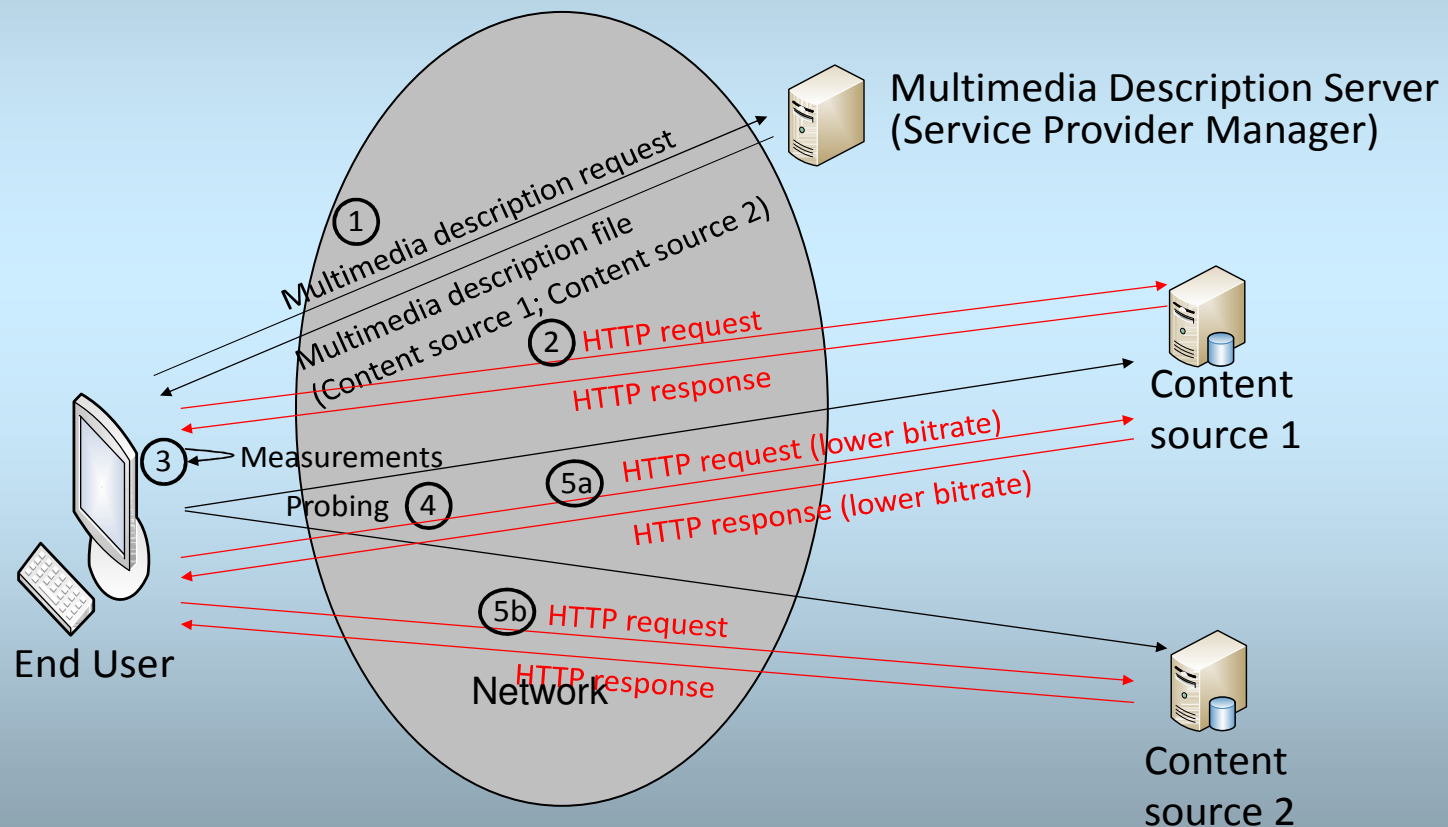 Multimedia Description Server
(Service Provider Manager)
1
Multimedia description request
Multimedia description file
(Content source 1; Content source 2)
2
HTTP request
HTTP response
Content
source 1
3
Measurements
Probing
4
5a
HTTP request (lower bitrate)
HTTP response (lower bitrate)
5b
HTTP request
HTTP response
Network
End User
Content
source 2